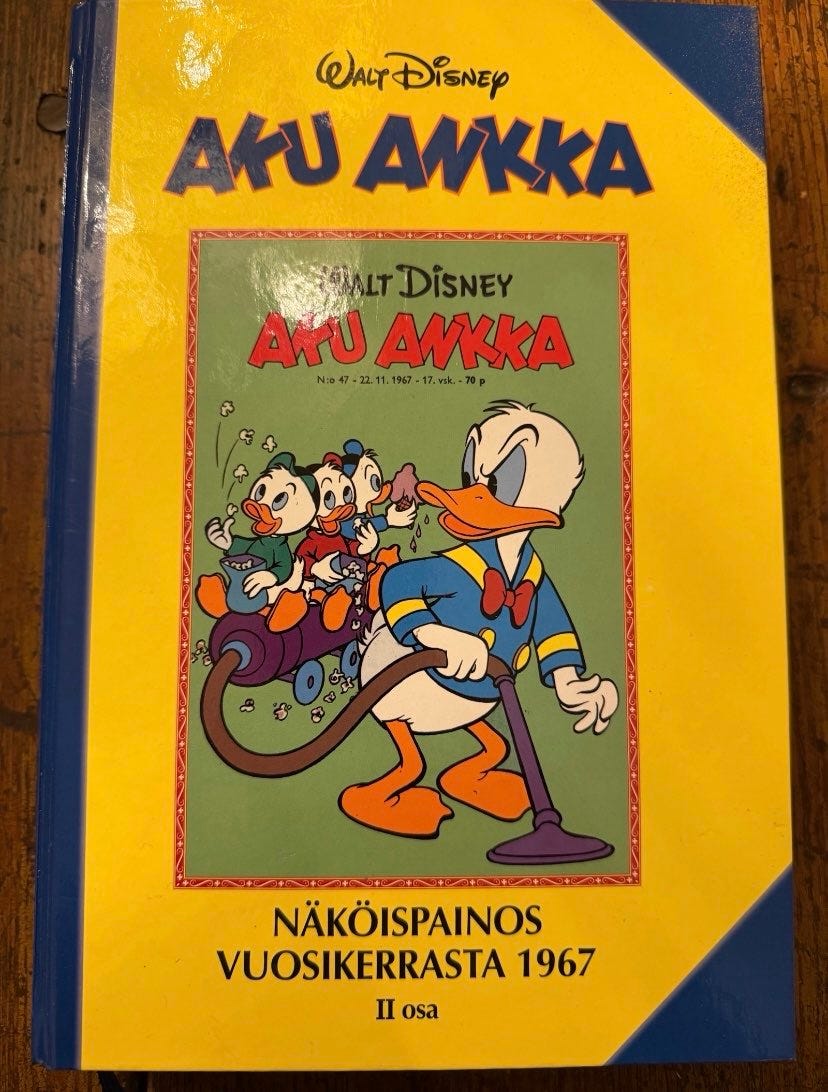 Walt Disney
AKU ANKKA
Walt Disney
AKU ANKKA
N:o 47 - 22. 11. 1967 - 17. vsk. - 70 p
NÄKÖISPAINOS
VUOSIKERRASTA 1967
II osa